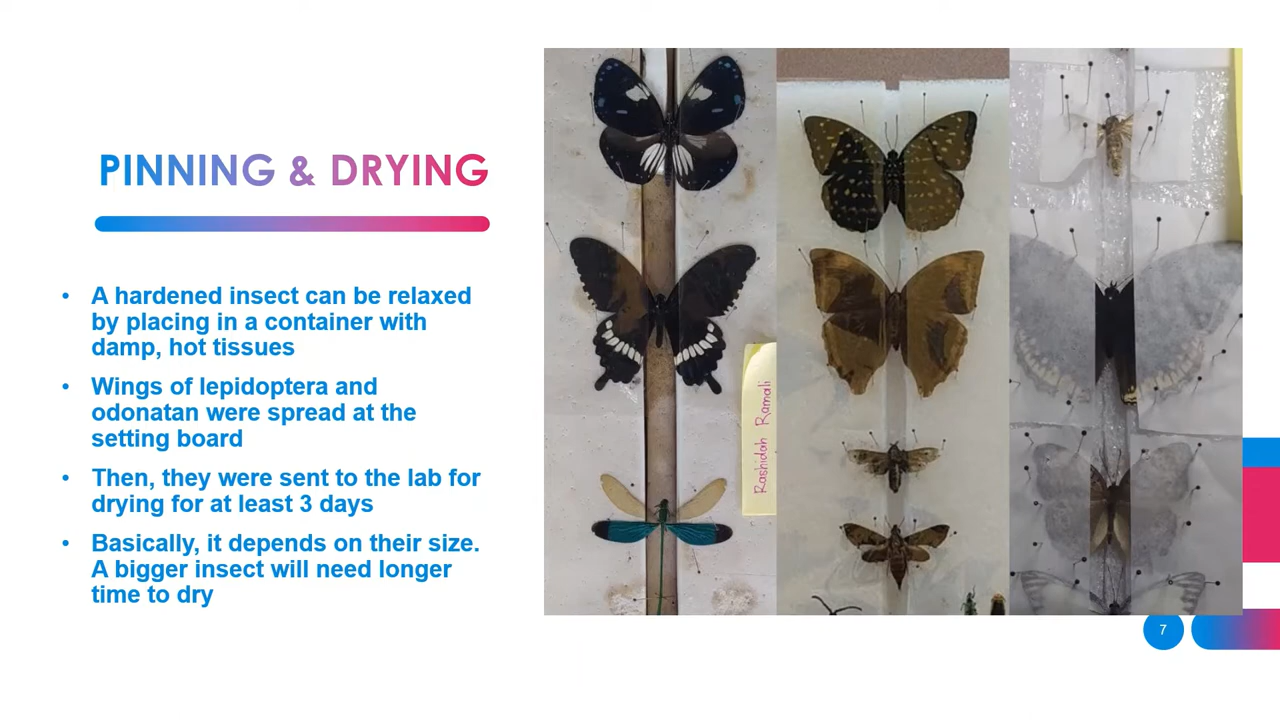 PINNING & DRYING
• A hardened insect can be relaxed
by placing in a container with
damp, hot tissues
• Wings of lepidoptera and
odonatan were spread at the
setting board
• Then, they were sent to the lab for
drying for at least 3 days
• Basically, it depends on their size.
A bigger insect will need longer
time to dry
Rashidah Ramali
7